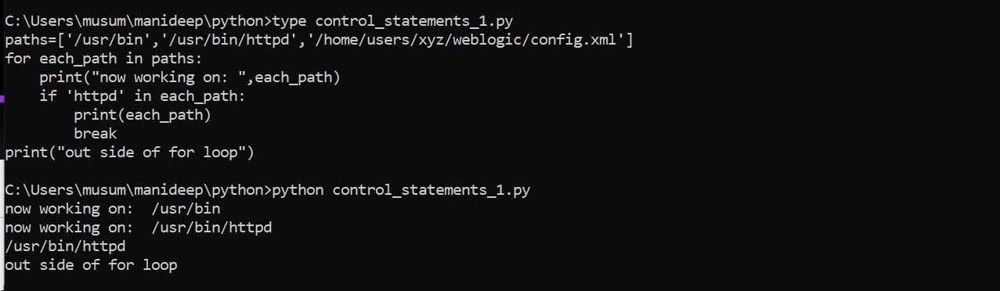 C:\Users\musum\manideep\python>type control_statements_1.py
paths=['/usr/bin','/usr/bin/httpd','/home/users/xyz/weblogic/config.xml']
for each_path in paths:
    print("now working on: ",each_path)
    if 'httpd' in each_path:
        print(each_path)
        break
print("out side of for loop")

C:\Users\musum\manideep\python>python control_statements_1.py
now working on:  /usr/bin
now working on:  /usr/bin/httpd
/usr/bin/httpd
out side of for loop